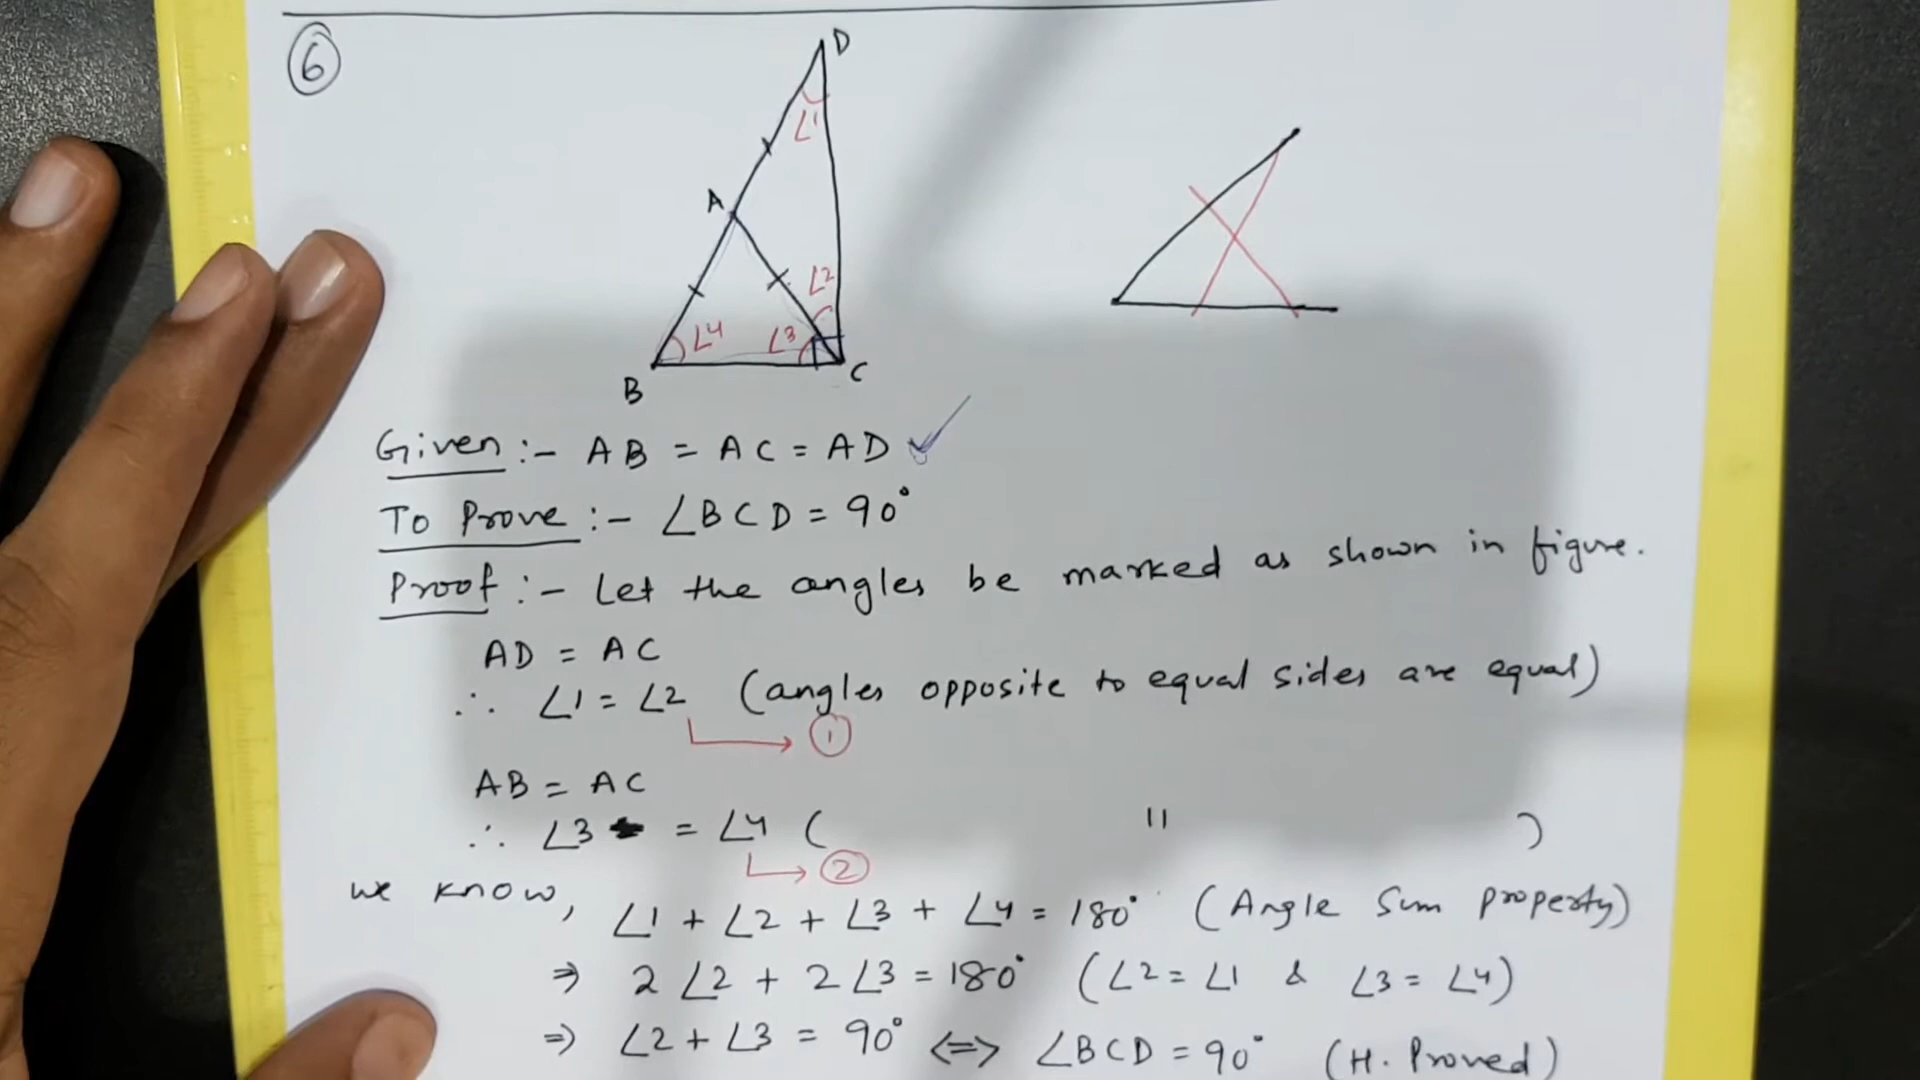 6
D
∠1
A
∠2
∠4 ∠3
B C
Given :- AB = AC = AD
To Prove :- ∠BCD = 90°
Proof :- Let the angles be marked as shown in figure.
AD = AC
∴ ∠1 = ∠2 (angles opposite to equal sides are equal)
1
AB = AC
∴ ∠3 = ∠4 ( " )
2
we know, ∠1 + ∠2 + ∠3 + ∠4 = 180° (Angle Sum property)
⇒ 2∠2 + 2∠3 = 180° (∠2 = ∠1 & ∠3 = ∠4)
⇒ ∠2 + ∠3 = 90° ⇔ ∠BCD = 90° (H. Proved)